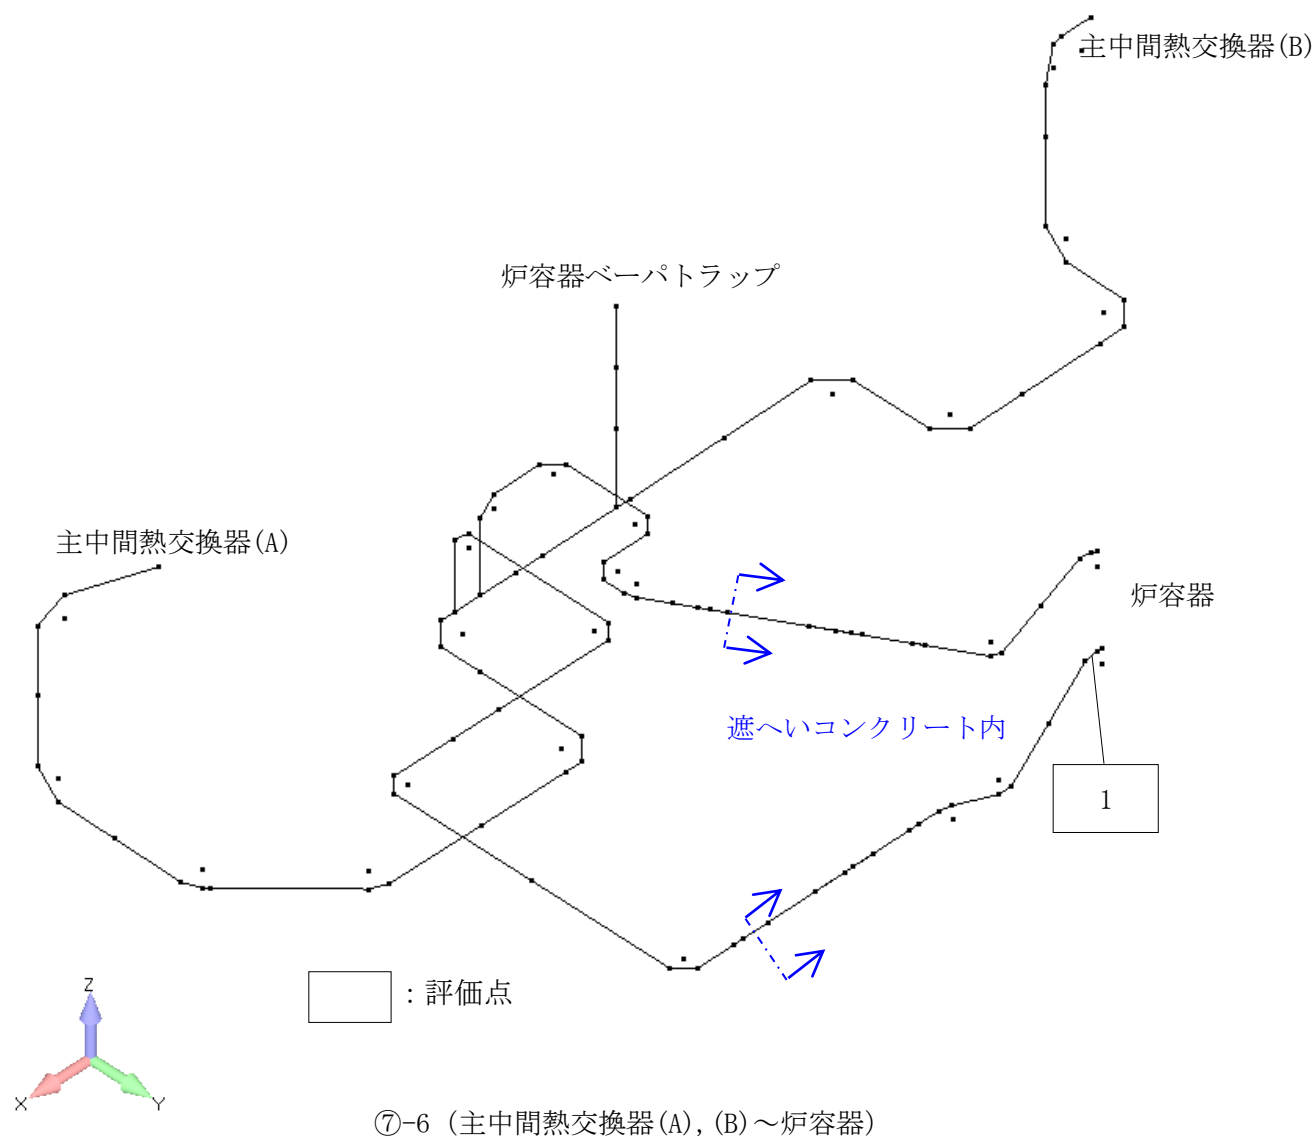 主中間熱交換器(B)
炉容器ベーパトラップ
主中間熱交換器(A)
炉容器
遮へいコンクリート内
1
：評価点
Z
X
Y
⑦-6 (主中間熱交換器(A),(B)～炉容器)